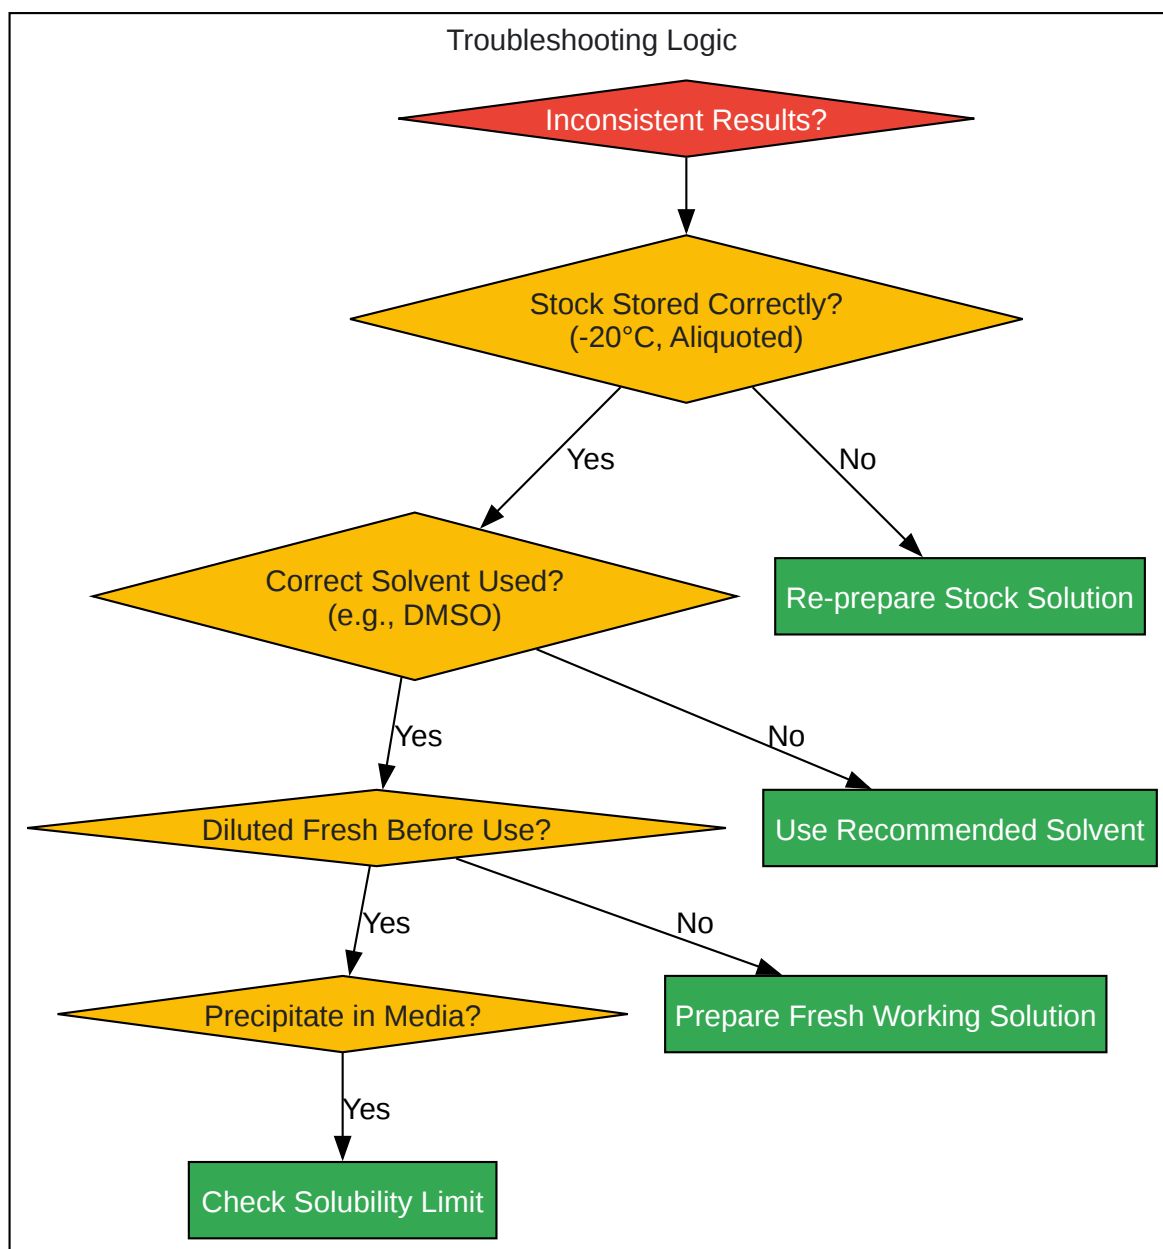 Troubleshooting Logic
Inconsistent Results?
Stock Stored Correctly?
(-20°C, Aliquoted)
Yes
No
Correct Solvent Used?
(e.g., DMSO)
Re-prepare Stock Solution
Yes
No
Diluted Fresh Before Use?
Use Recommended Solvent
Yes
No
Precipitate in Media?
Prepare Fresh Working Solution
Yes
Check Solubility Limit